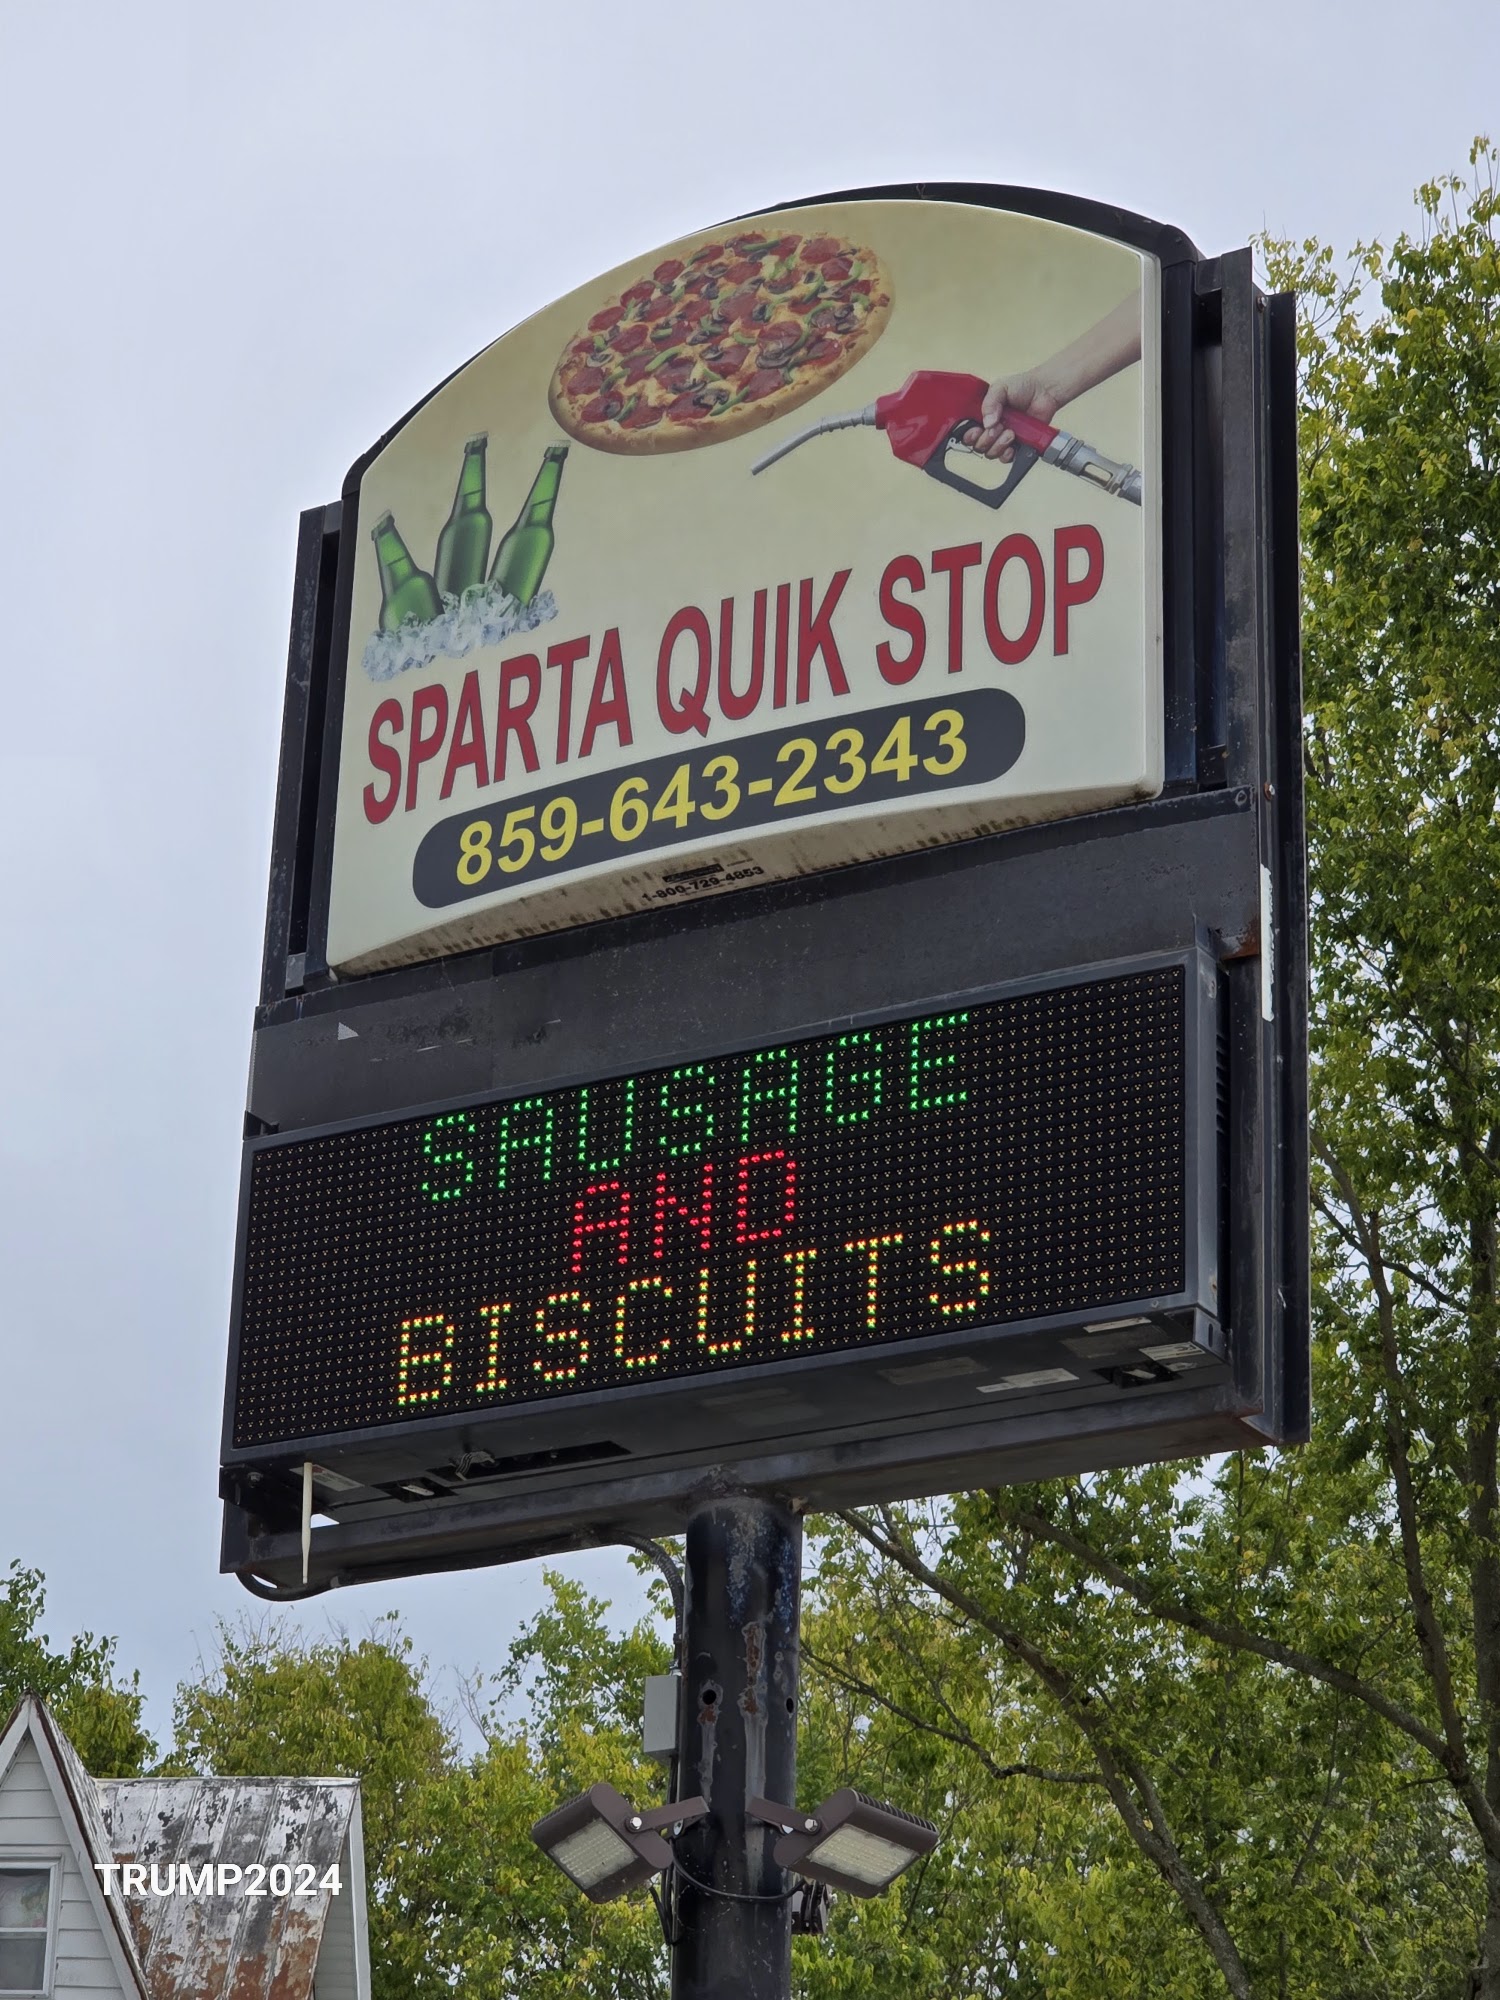 SPARTA QUIK STOP
859-643-2343
1-800-729-4853
SAUSAGE
AND
BISCUITS
TRUMP2024